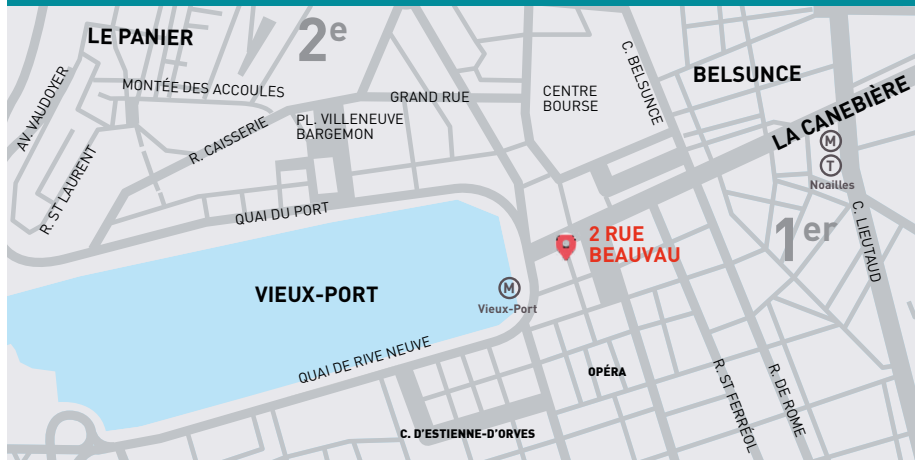 LE PANIER
2e
C. BELSUNCE
BELSUNCE
AV. VAUDOYER
MONTÉE DES ACCOULES
GRAND RUE
CENTRE
BOURSE
LA CANEBIÈRE
PL. VILLENEUVE
BARGEMON
R. CAISSERIE
M
T
Noailles
R. ST LAURENT
QUAI DU PORT
C. LIEUTAUD
1er
2 RUE
BEAUVAU
VIEUX-PORT
M
Vieux-Port
QUAI DE RIVE NEUVE
OPÉRA
R. ST FERRÉOL
R. DE ROME
C. D'ESTIENNE-D'ORVES